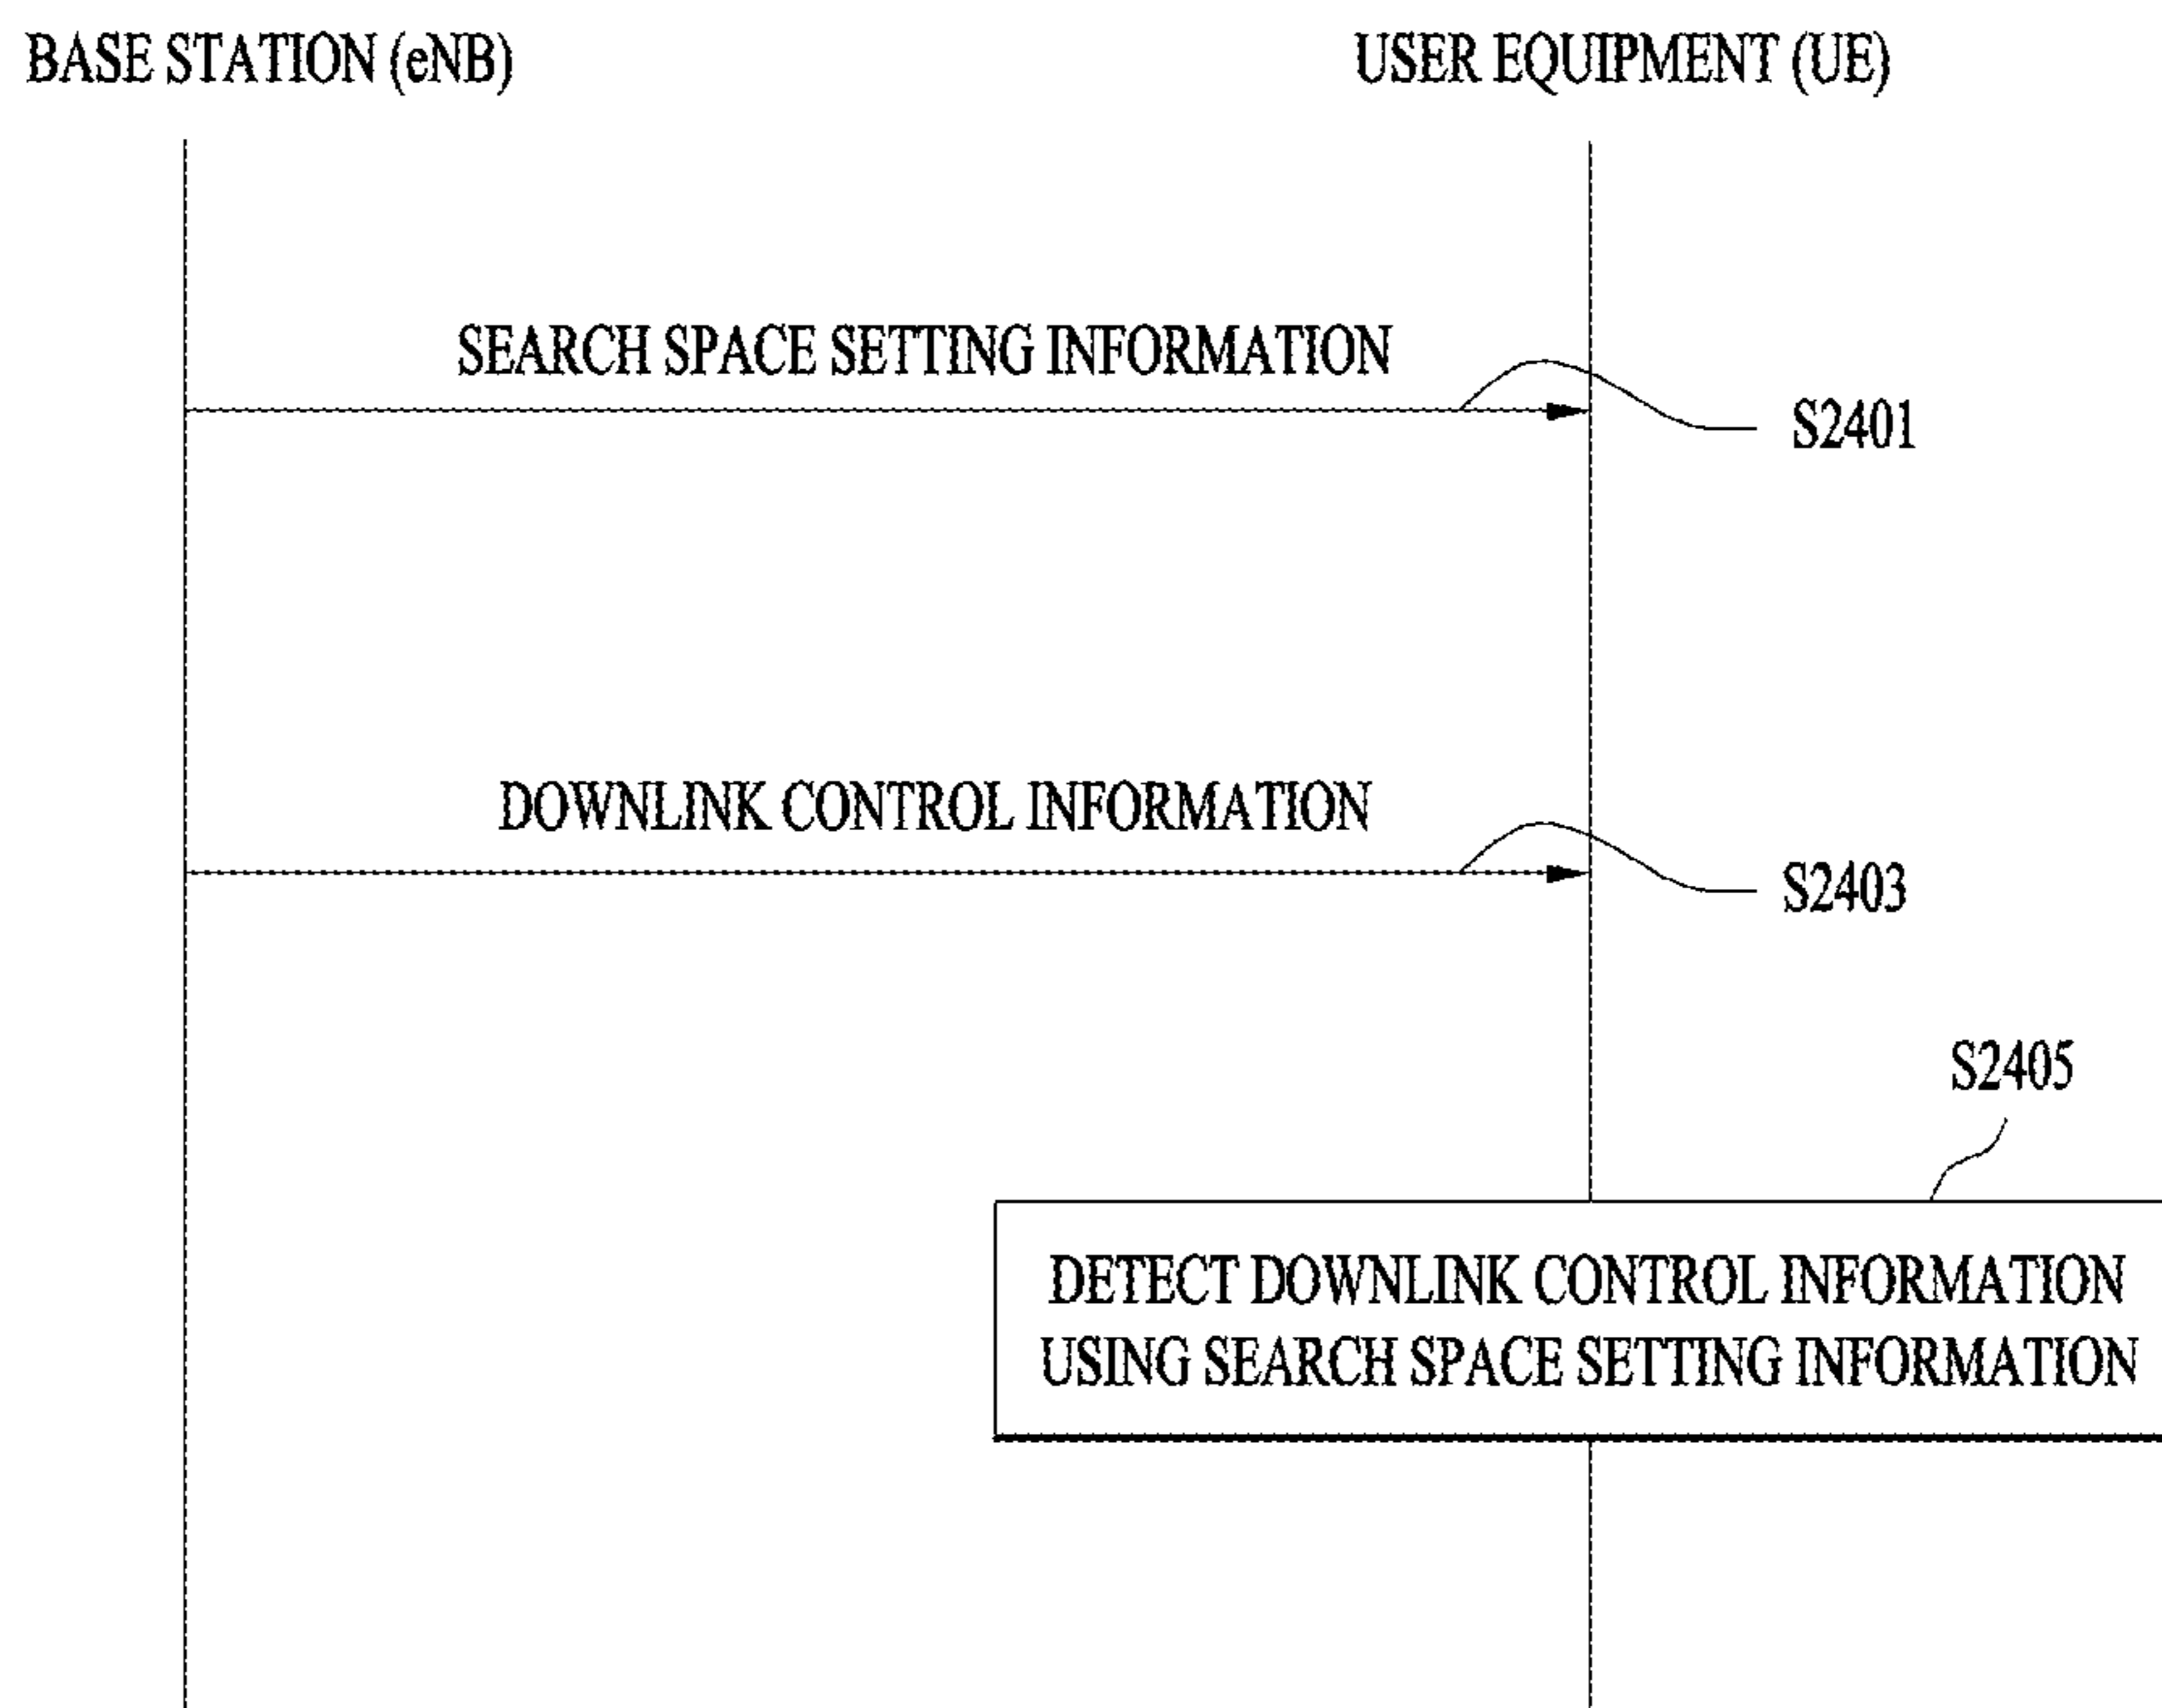 BASE STATION (eNB)
USER EQUIPMENT (UE)
SEARCH SPACE SETTING INFORMATION
S2401
DOWNLINK CONTROL INFORMATION
S2403
S2405
DETECT DOWNLINK CONTROL INFORMATION
USING SEARCH SPACE SETTING INFORMATION